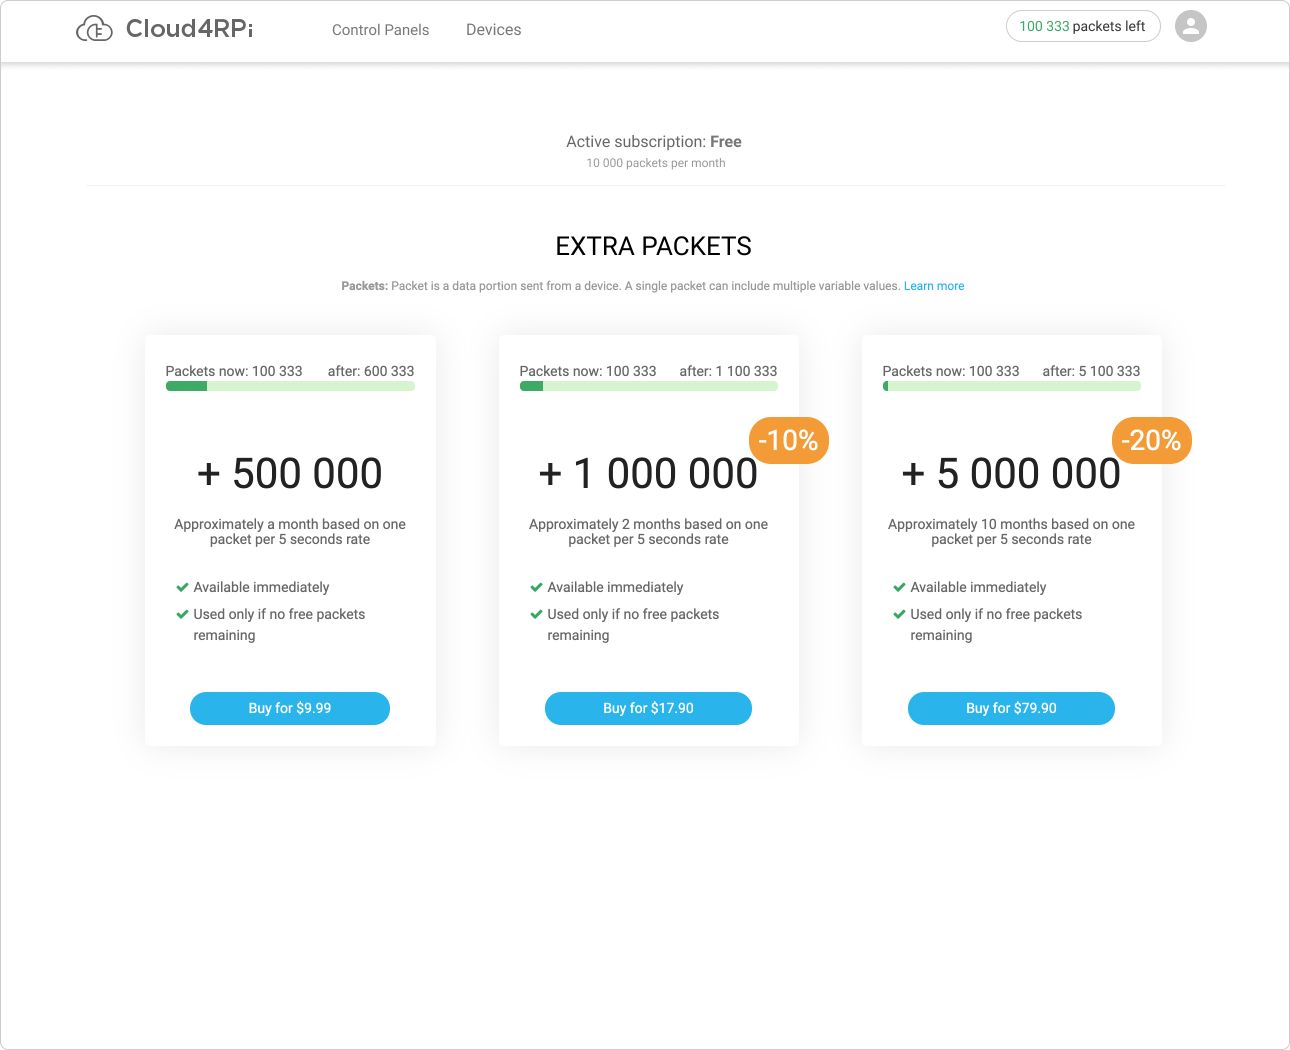 Cloud4RPi
Control Panels
Devices
100 333 packets left
Active subscription: Free
10 000 packets per month
EXTRA PACKETS
Packets: Packet is a data portion sent from a device. A single packet can include multiple variable values. Learn more
Packets now: 100 333
after: 600 333
+ 500 000
Approximately a month based on one
packet per 5 seconds rate
Available immediately
Used only if no free packets
remaining
Buy for $9.99
Packets now: 100 333
after: 1 100 333
-10%
+ 1 000 000
Approximately 2 months based on one
packet per 5 seconds rate
Available immediately
Used only if no free packets
remaining
Buy for $17.90
Packets now: 100 333
after: 5 100 333
-20%
+ 5 000 000
Approximately 10 months based on one
packet per 5 seconds rate
Available immediately
Used only if no free packets
remaining
Buy for $79.90